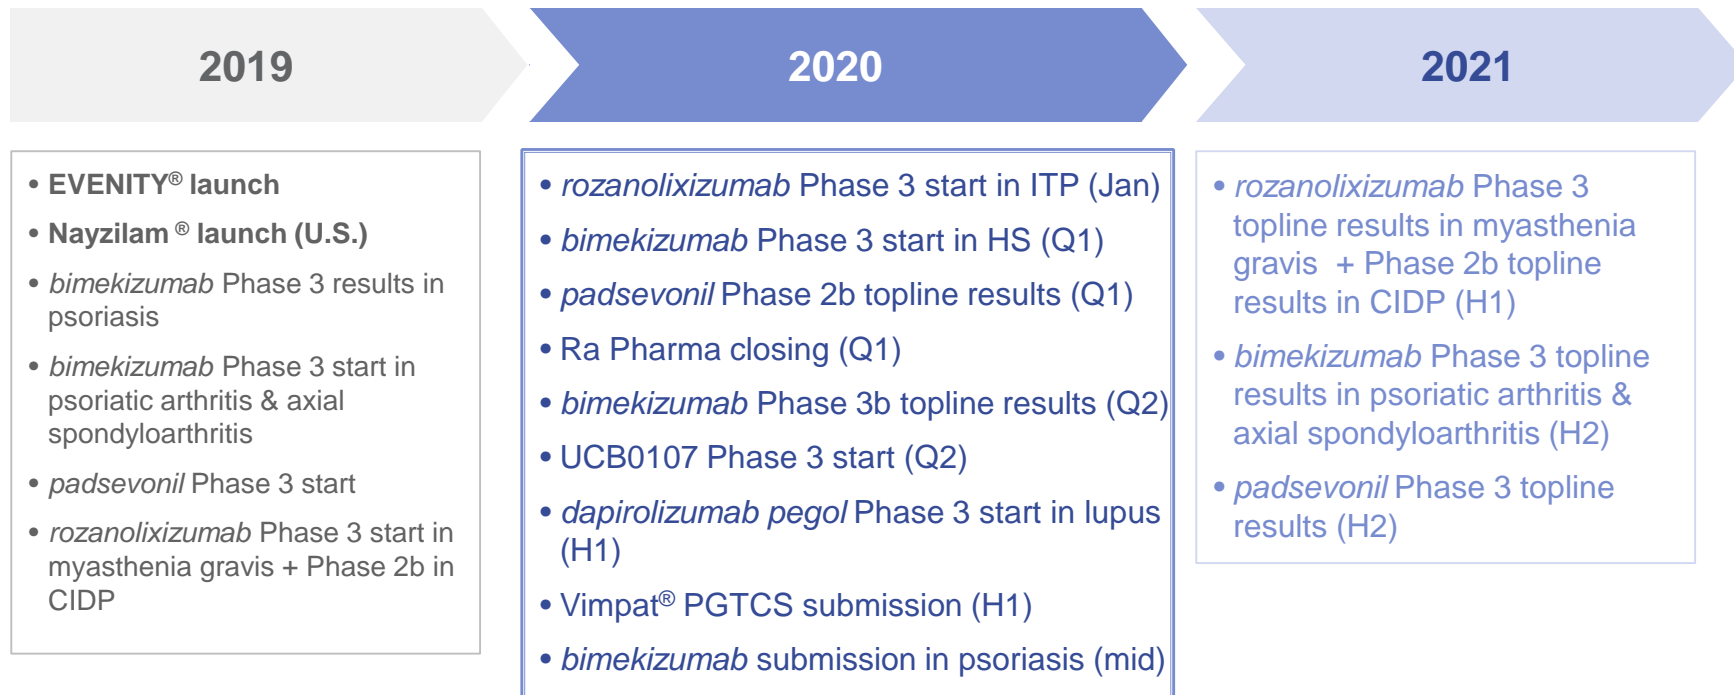 2019
2020
2021
• EVENITY® launch
• Nayzilam ® launch (U.S.)
• bimekizumab Phase 3 results in
psoriasis
• bimekizumab Phase 3 start in
psoriatic arthritis & axial
spondyloarthritis
• padsevonil Phase 3 start
• rozanolixizumab Phase 3 start in
myasthenia gravis + Phase 2b in
CIDP
• rozanolixizumab Phase 3 start in ITP (Jan)
• bimekizumab Phase 3 start in HS (Q1)
• padsevonil Phase 2b topline results (Q1)
• Ra Pharma closing (Q1)
• bimekizumab Phase 3b topline results (Q2)
• UCB0107 Phase 3 start (Q2)
• dapirolizumab pegol Phase 3 start in lupus
(H1)
• Vimpat® PGTCS submission (H1)
• bimekizumab submission in psoriasis (mid)
• rozanolixizumab Phase 3
topline results in myasthenia
gravis + Phase 2b topline
results in CIDP (H1)
• bimekizumab Phase 3 topline
results in psoriatic arthritis &
axial spondyloarthritis (H2)
• padsevonil Phase 3 topline
results (H2)